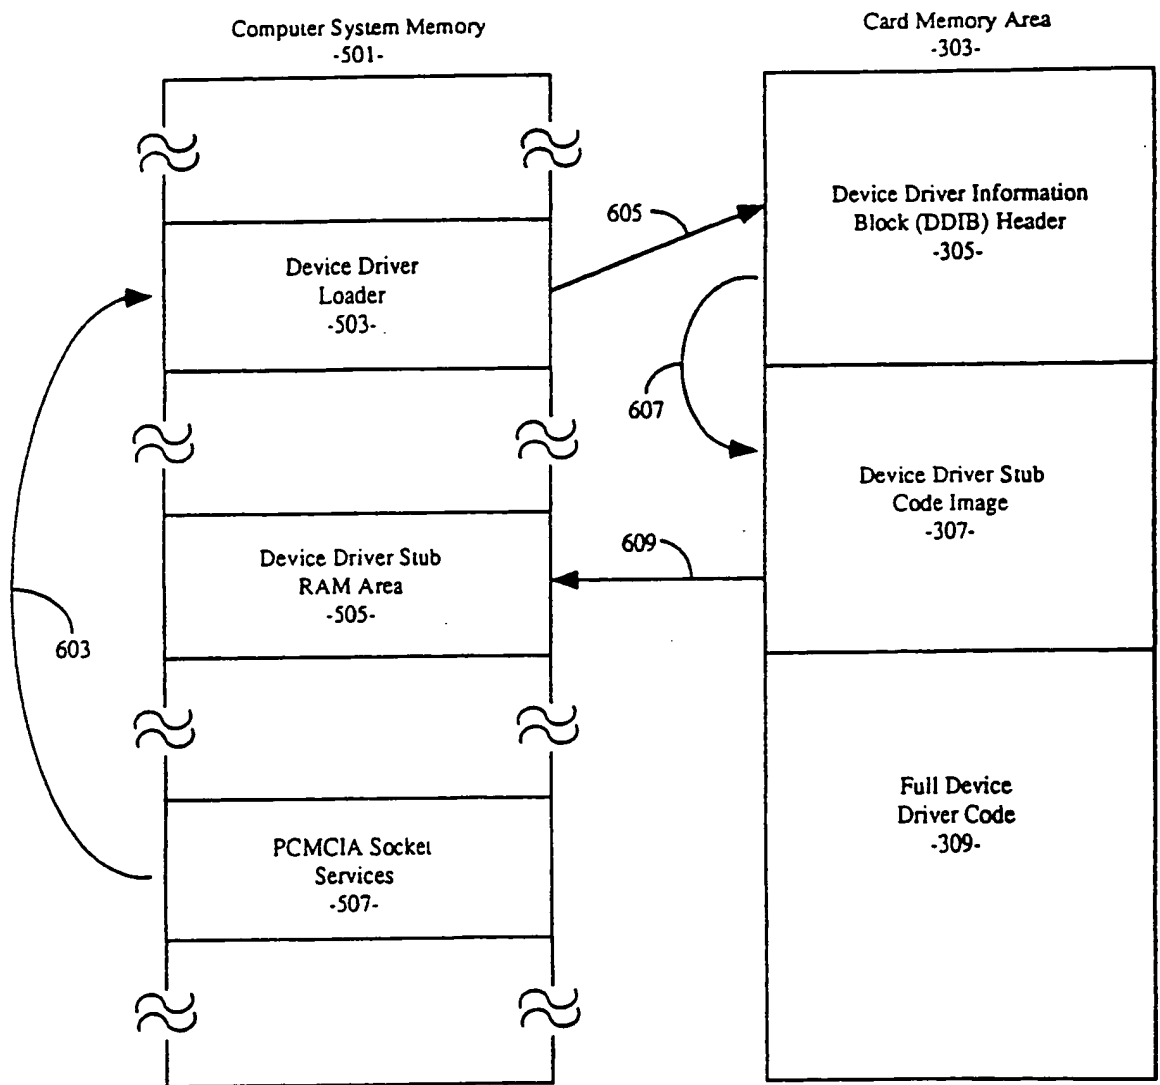 Computer System Memory
-501-
Card Memory Area
-303-
Device Driver Information
Block (DDIB) Header
-305-
605
Device Driver
Loader
-503-
607
Device Driver Stub
Code Image
-307-
609
Device Driver Stub
RAM Area
-505-
603
Full Device
Driver Code
-309-
PCMCIA Socket
Services
-507-